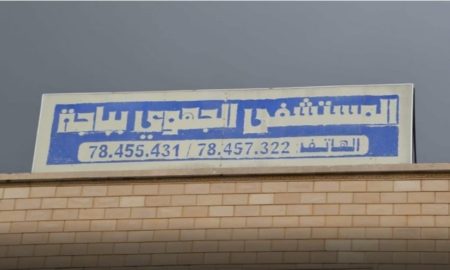 المستشفى الجهوي بباجة
الهاتف: 78.457.322 / 78.455.431